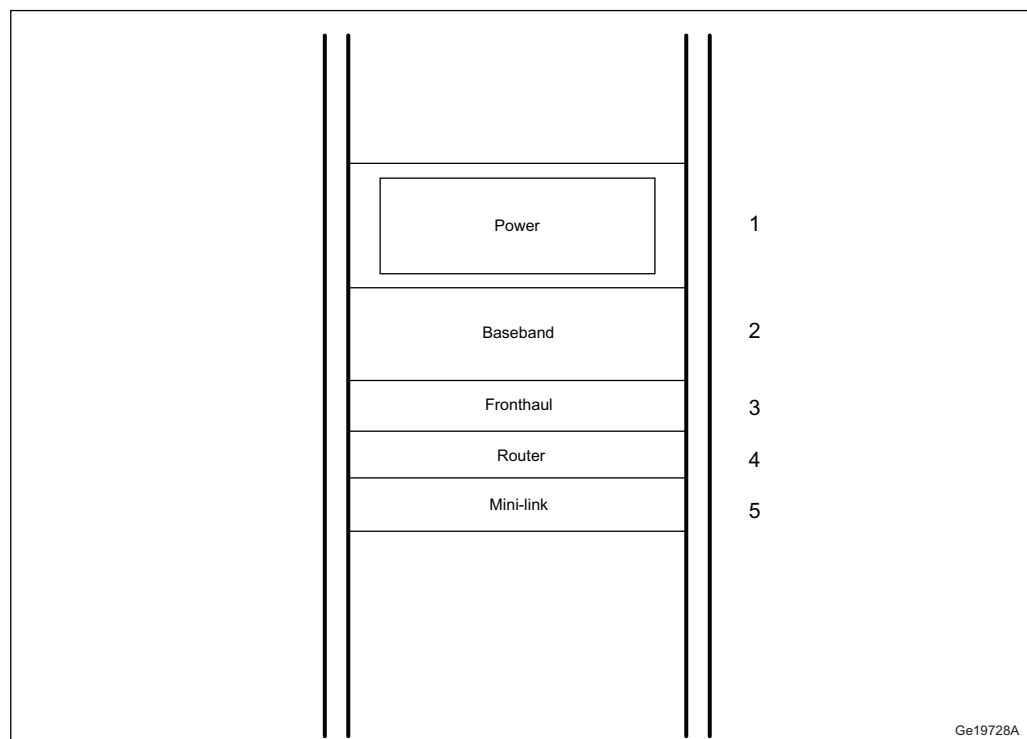 Power 1
Baseband 2
Fronthaul 3
Router 4
Mini-link 5
Ge19728A